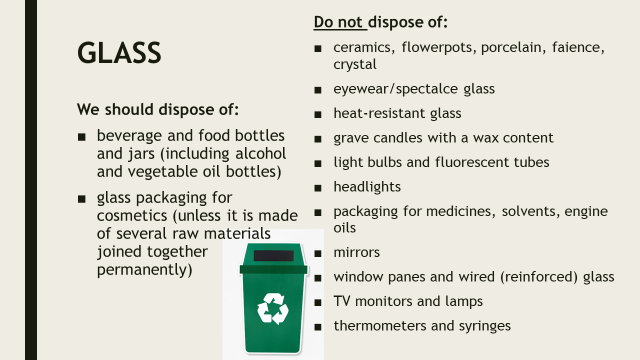 GLASS
We should dispose of:
■ beverage and food bottles
and jars (including alcohol
and vegetable oil bottles)
■ glass packaging for
cosmetics (unless it is made
of several raw materials
joined together
permanently)
Do not dispose of:
■ ceramics, flowerpots, porcelain, faience,
crystal
■ eyewear/spectalce glass
■ heat-resistant glass
■ grave candles with a wax content
■ light bulbs and fluorescent tubes
■ headlights
■ packaging for medicines, solvents, engine
oils
■ mirrors
■ window panes and wired (reinforced) glass
■ TV monitors and lamps
■ thermometers and syringes